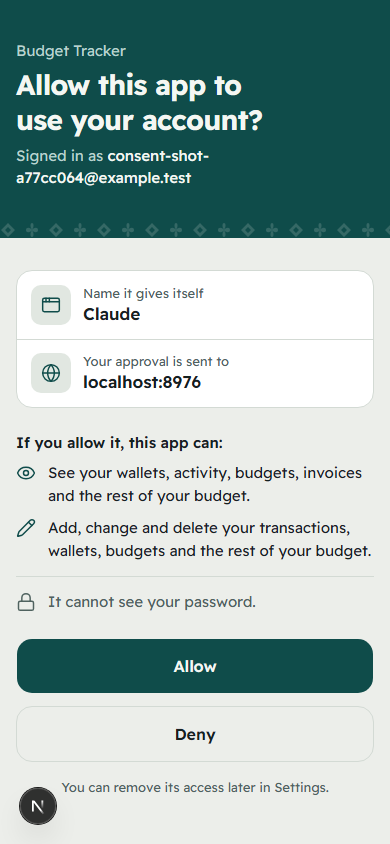 Budget Tracker
Allow this app to
use your account?
Signed in as consent-shot-
a77cc064@example.test
Name it gives itself
Claude
Your approval is sent to
localhost:8976
If you allow it, this app can:
See your wallets, activity, budgets, invoices
and the rest of your budget.
Add, change and delete your transactions,
wallets, budgets and the rest of your budget.
It cannot see your password.
Allow
Deny
You can remove its access later in Settings.
N